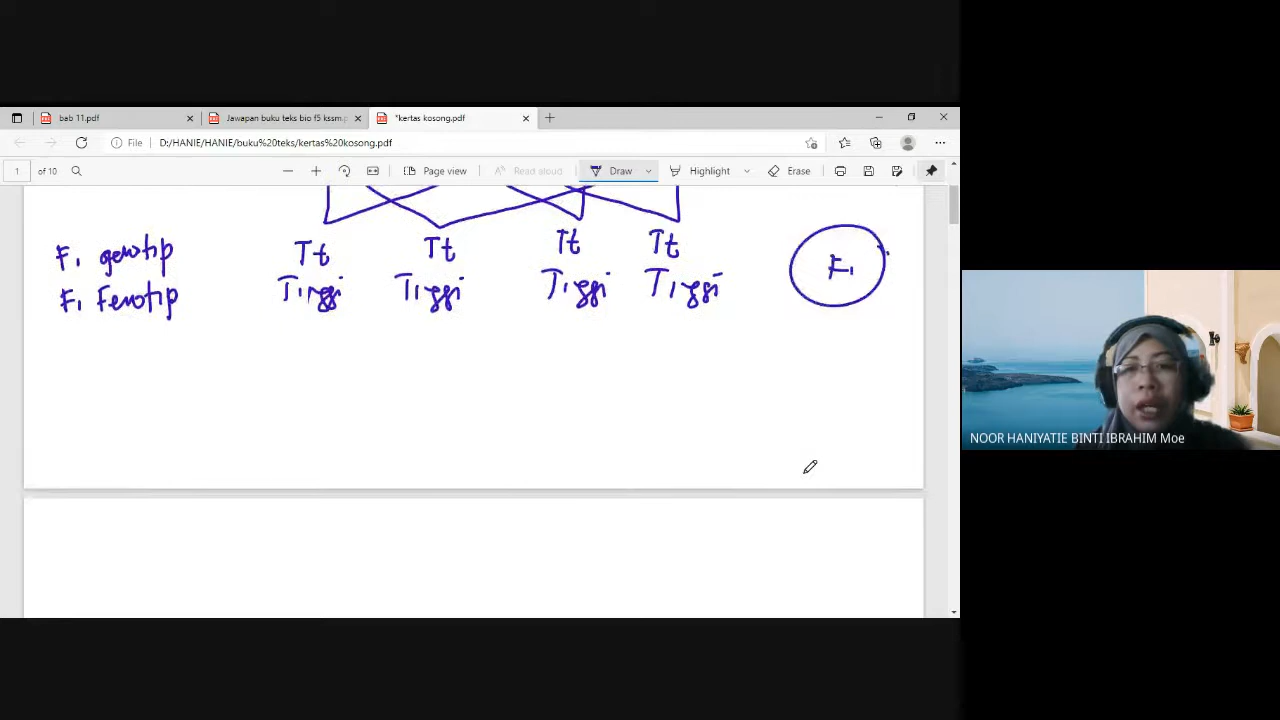 bab 11.pdf
Jawapan buku teks bio f5 kssm.p
*kertas kosong.pdf
File
D:/HANIE/HANIE/buku%20teks/kertas%20kosong.pdf
1 of 10
Page view
Read aloud
Draw
Highlight
Erase
F1 genotip Tt Tt Tt Tt
F1 Fenotip Tinggi Tinggi Tinggi Tinggi
F1
NOOR HANIYATIE BINTI IBRAHIM Moe